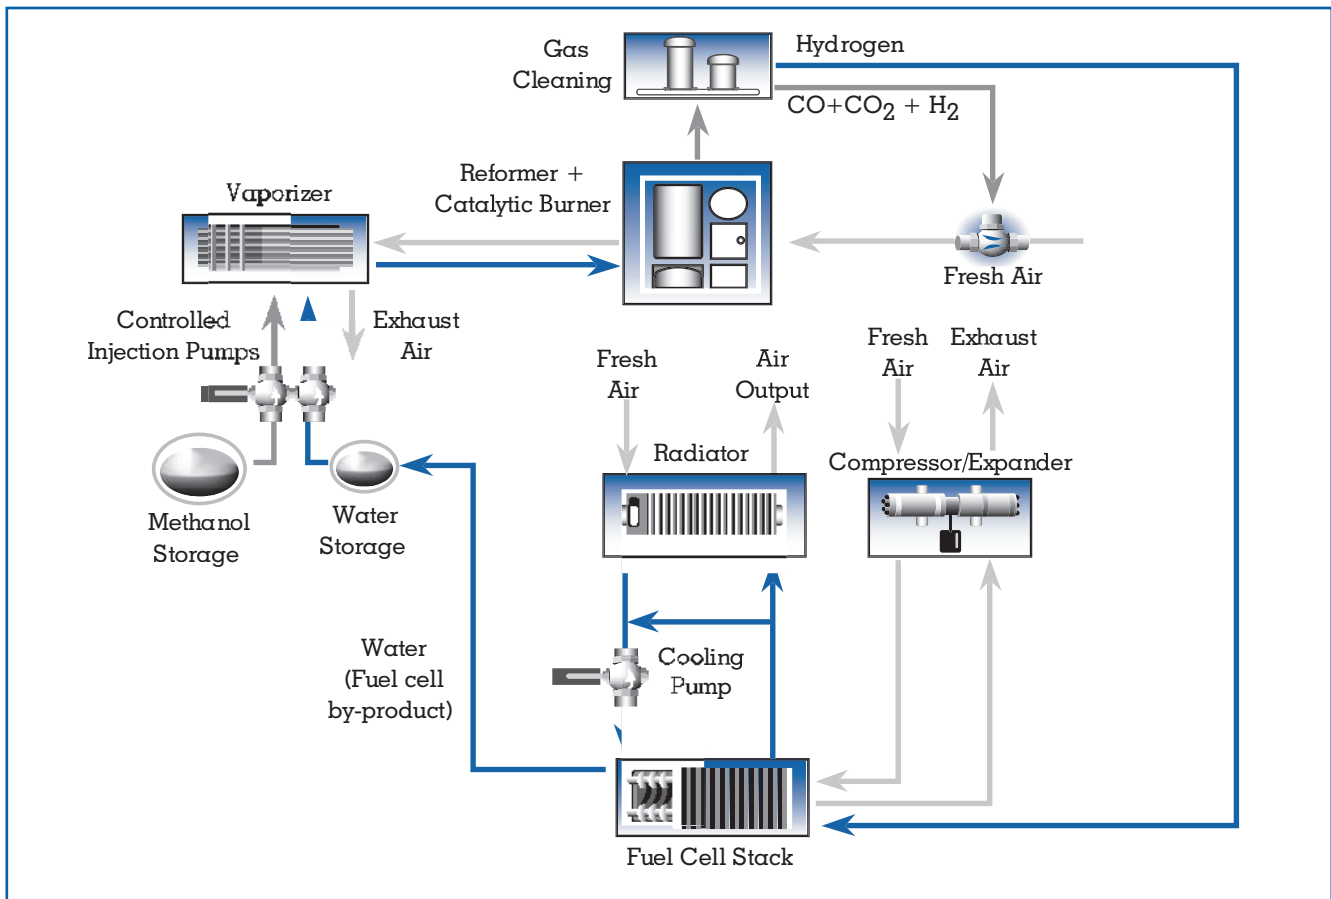 Gas
Cleaning
Hydrogen
CO+CO2 + H2
Reformer +
Catalytic Burner
Vaporizer
Fresh Air
Controlled
Injection Pumps
Exhaust
Air
Fresh
Air
Air
Output
Fresh
Air
Exhaust
Air
Radiator
Compressor/Expander
Methanol
Storage
Water
Storage
Water
(Fuel cell
by-product)
Cooling
Pump
Fuel Cell Stack